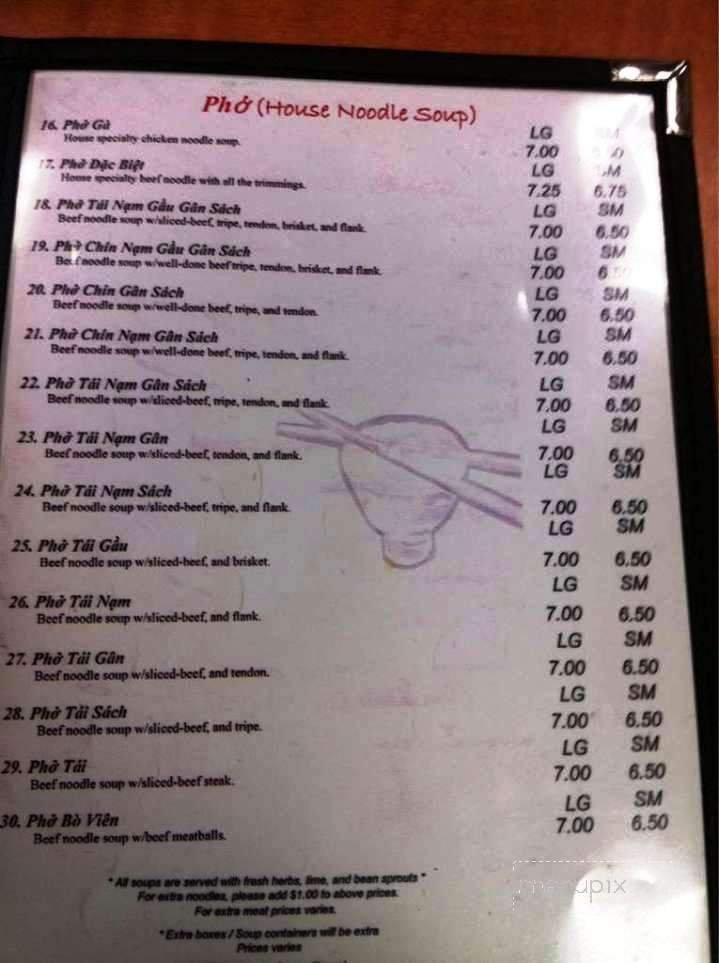 Phở (House Noodle Soup)
16. Phở Gà LG
House specialty chicken noodle soup. 7.00
17. Phở Đặc Biệt LG SM
House specialty beef noodle with all the trimmings. 7.25 6.75
18. Phở Tái Nạm Gầu Gân Sách LG SM
Beef noodle soup w/sliced-beef, tripe, tendon, brisket, and flank. 7.00 6.50
19. Phở Chín Nạm Gầu Gân Sách LG SM
Beef noodle soup w/well-done beef tripe, tendon, brisket, and flank. 7.00
20. Phở Chín Gân Sách LG SM
Beef noodle soup w/well-done beef, tripe, and tendon. 7.00 6.50
21. Phở Chín Nạm Gân Sách LG SM
Beef noodle soup w/well-done beef, tripe, tendon, and flank. 7.00 6.50
22. Phở Tái Nạm Gân Sách LG SM
Beef noodle soup w/sliced-beef, tripe, tendon, and flank. 7.00 6.50
LG SM
23. Phở Tái Nạm Gân
Beef noodle soup w/sliced-beef, tendon, and flank. 7.00 6.50
LG SM
24. Phở Tái Nạm Sách
Beef noodle soup w/sliced-beef, tripe, and flank. 7.00 6.50
LG SM
25. Phở Tái Gầu
Beef noodle soup w/sliced-beef, and brisket. 7.00 6.50
LG SM
26. Phở Tái Nạm
Beef noodle soup w/sliced-beef, and flank. 7.00 6.50
LG SM
27. Phở Tái Gân
Beef noodle soup w/sliced-beef, and tendon. 7.00 6.50
LG SM
28. Phở Tái Sách
Beef noodle soup w/sliced-beef, and tripe. 7.00 6.50
LG SM
29. Phở Tái
Beef noodle soup w/sliced-beef steak. 7.00 6.50
LG SM
30. Phở Bò Viên 7.00 6.50
Beef noodle soup w/beef meatballs.
* All soups are served with fresh herbs, lime, and bean sprouts *
For extra noodles, please add $1.00 to above prices.
For extra meat prices varies.
*Extra boxes / Soup containers will be extra
Prices varies
menupix